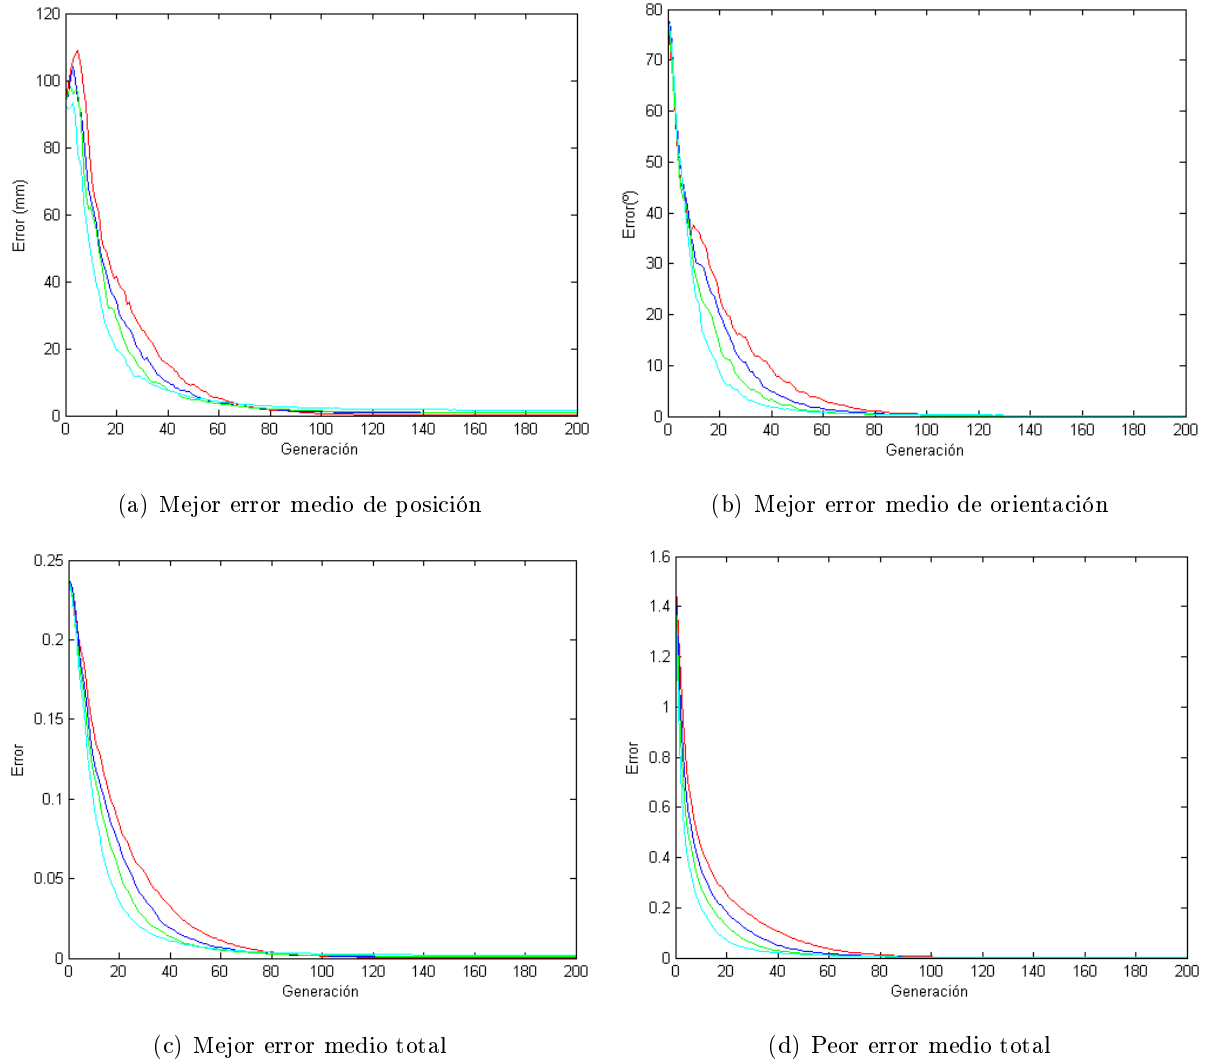 120
100
80
60
40
20
0
Error (mm)
0 20 40 60 80 100 120 140 160 180 200
Generación
(a) Mejor error medio de posición
80
70
60
50
40
30
20
10
0
Error(º)
0 20 40 60 80 100 120 140 160 180 200
Generación
(b) Mejor error medio de orientación
0.25
0.2
0.15
0.1
0.05
0
Error
0 20 40 60 80 100 120 140 160 180 200
Generación
(c) Mejor error medio total
1.6
1.4
1.2
1
0.8
0.6
0.4
0.2
0
Error
0 20 40 60 80 100 120 140 160 180 200
Generación
(d) Peor error medio total